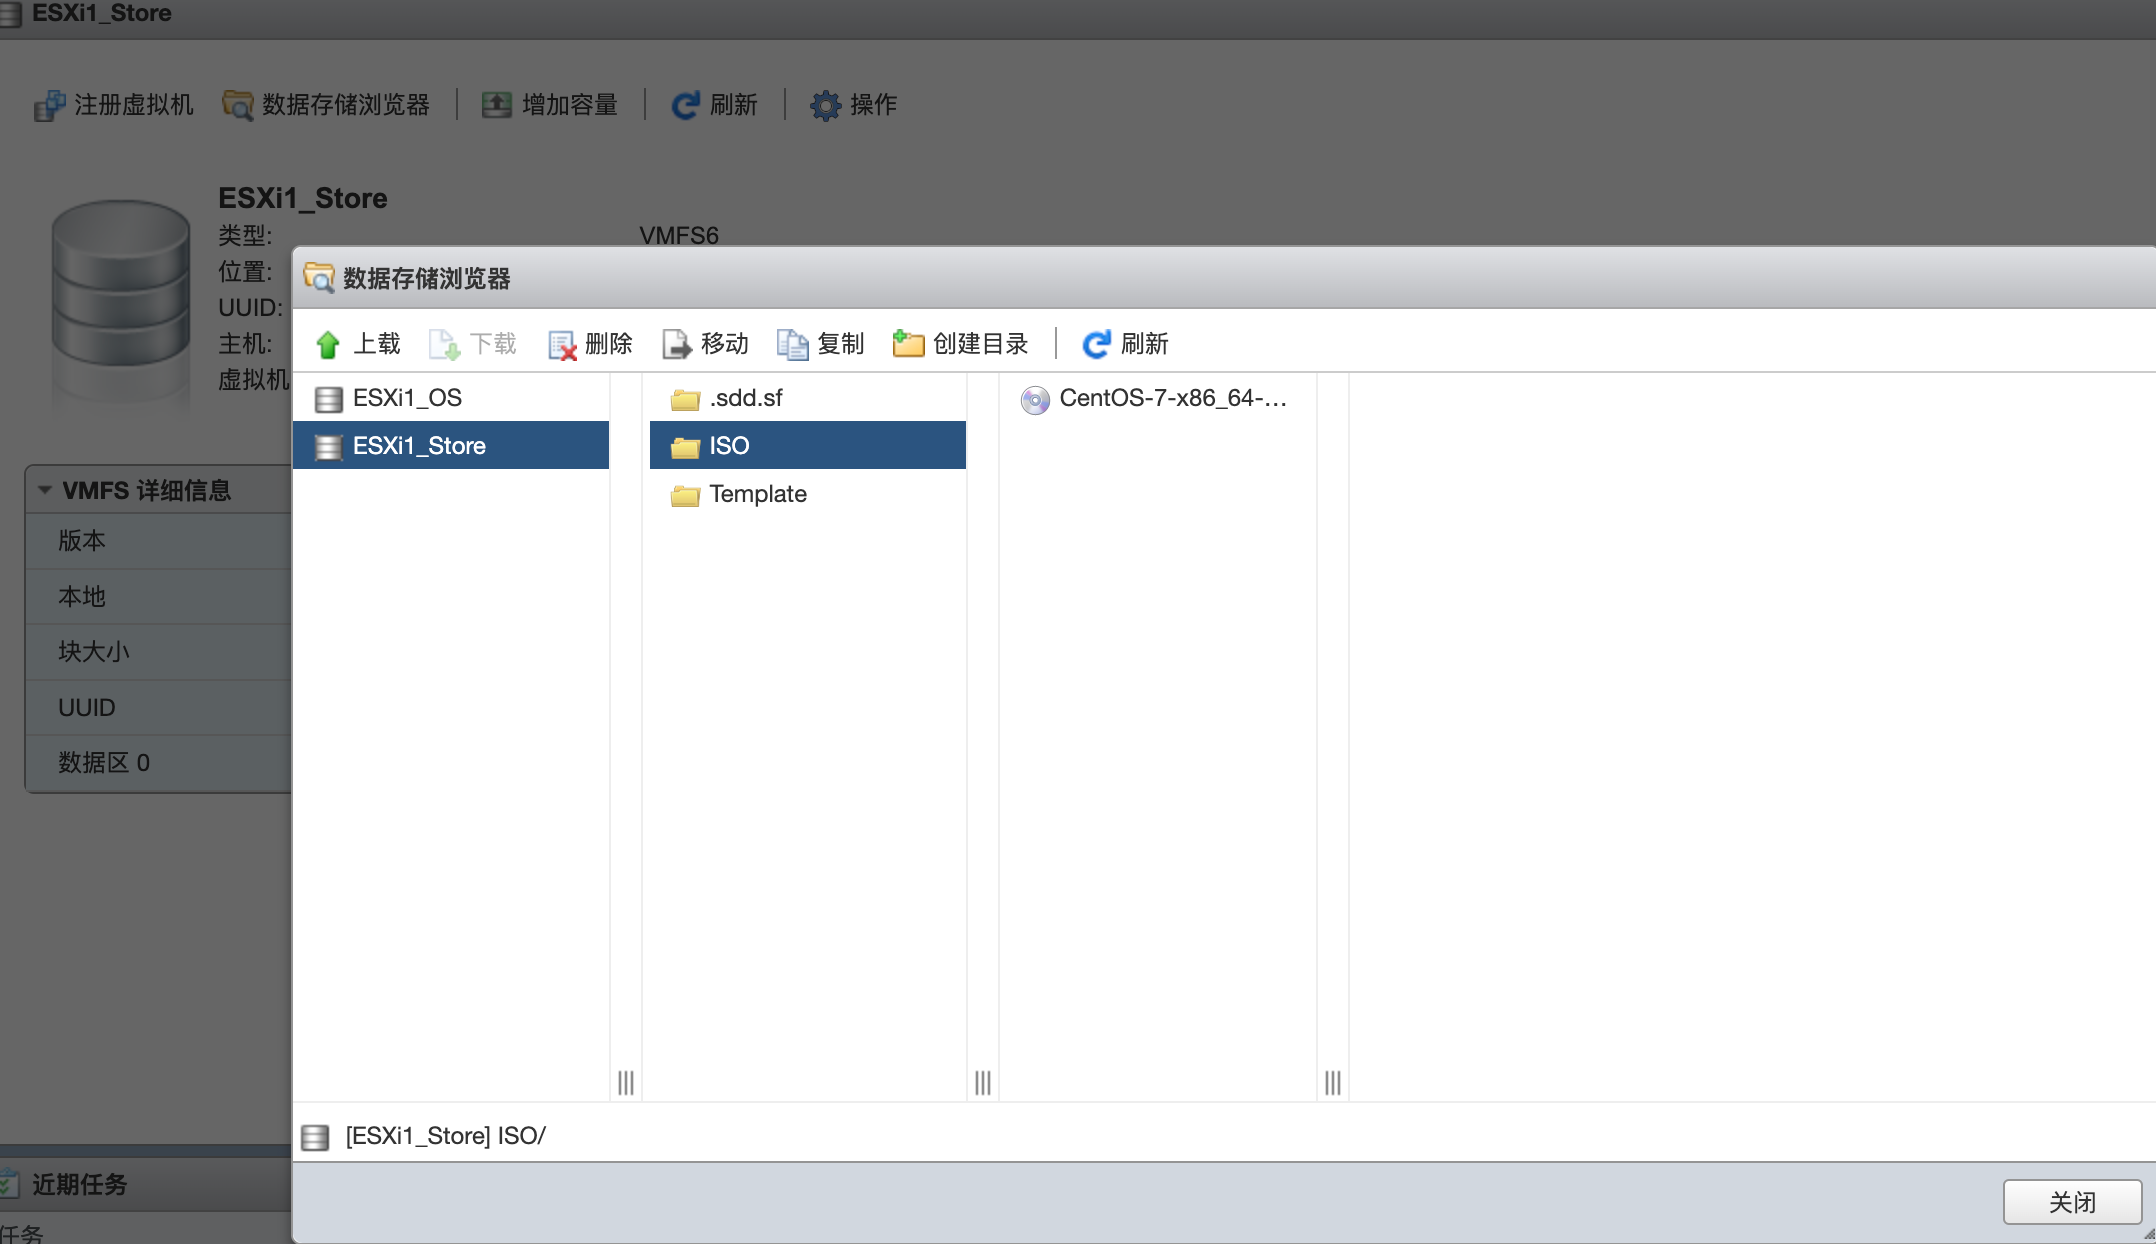 ESXi1_Store
注册虚拟机 数据存储浏览器 增加容量 刷新 操作
ESXi1_Store
类型: VMFS6
位置:
UUID:
主机:
虚拟机
VMFS 详细信息
版本
本地
块大小
UUID
数据区 0
近期任务
任务
数据存储浏览器
上载 下载 删除 移动 复制 创建目录 刷新
ESXi1_OS .sdd.sf CentOS-7-x86_64-...
ESXi1_Store ISO
Template
[ESXi1_Store] ISO/
关闭